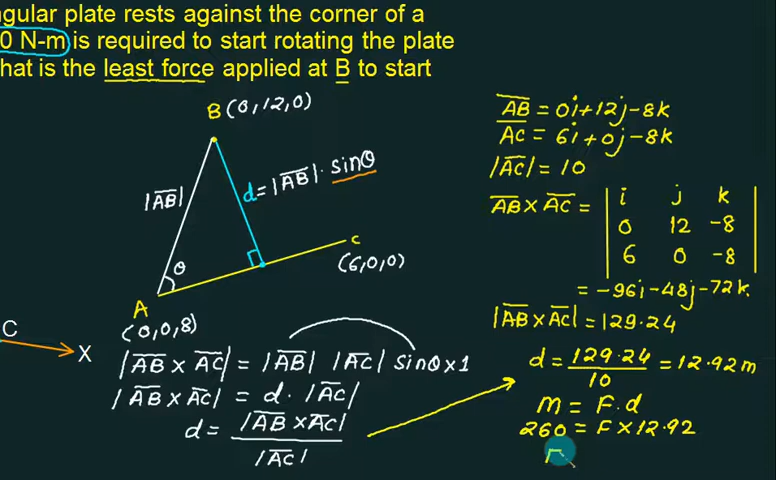 ngular plate rests against the corner of a
0 N-m is required to start rotating the plate
hat is the least force applied at B to start
B (0,12,0)
|AB|
d=|AB|·sinθ
θ
C
(6,0,0)
A
(0,0,8)
C
X
|AB × AC| = |AB| |AC| sinθ×1
|AB × AC| = d · |AC|
d = |AB × AC|
|AC|
AB = 0i+12j-8k
AC = 6i+0j-8k
|AC| = 10
AB × AC =
i j k
0 12 -8
6 0 -8
= -96i-48j-72k
|AB × AC| = 129.24
d = 129.24 = 12.92m
10
m = F.d
260 = F×12.92